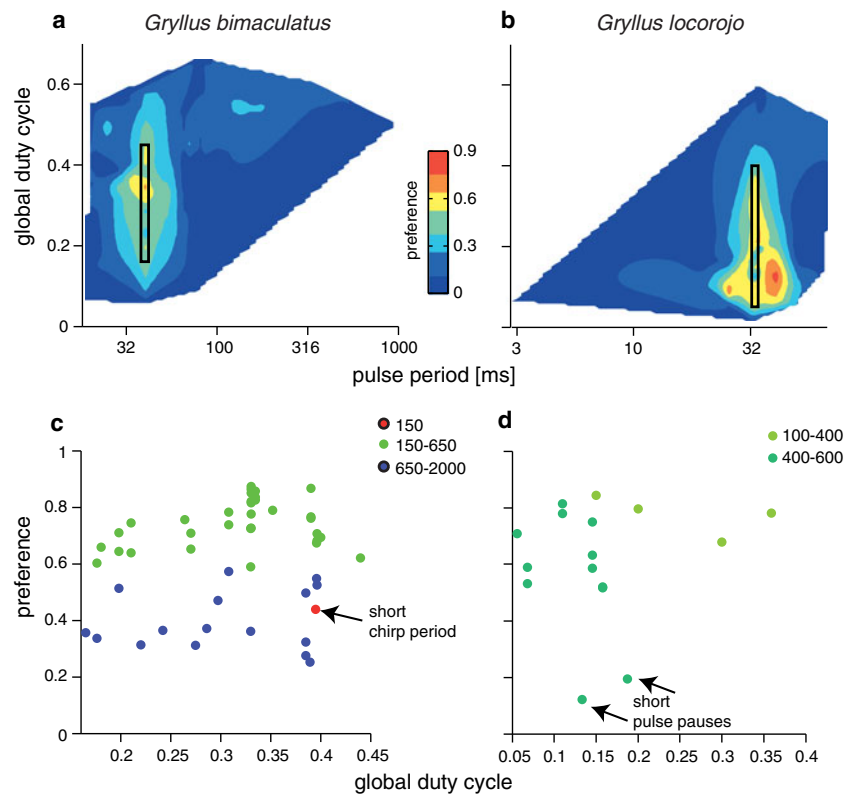 a
Gryllus bimaculatus
b
Gryllus locorojo
global duty cycle
0.6
0.4
0.2
0
32
100
316
1000
preference
0.9
0.6
0.3
0
3
10
32
pulse period [ms]
c
150
150-650
650-2000
preference
1
0.8
0.6
0.4
0.2
0
short
chirp period
0.2
0.25
0.3
0.35
0.4
0.45
d
100-400
400-600
short
pulse pauses
0.05
0.1
0.15
0.2
0.25
0.3
0.35
0.4
global duty cycle